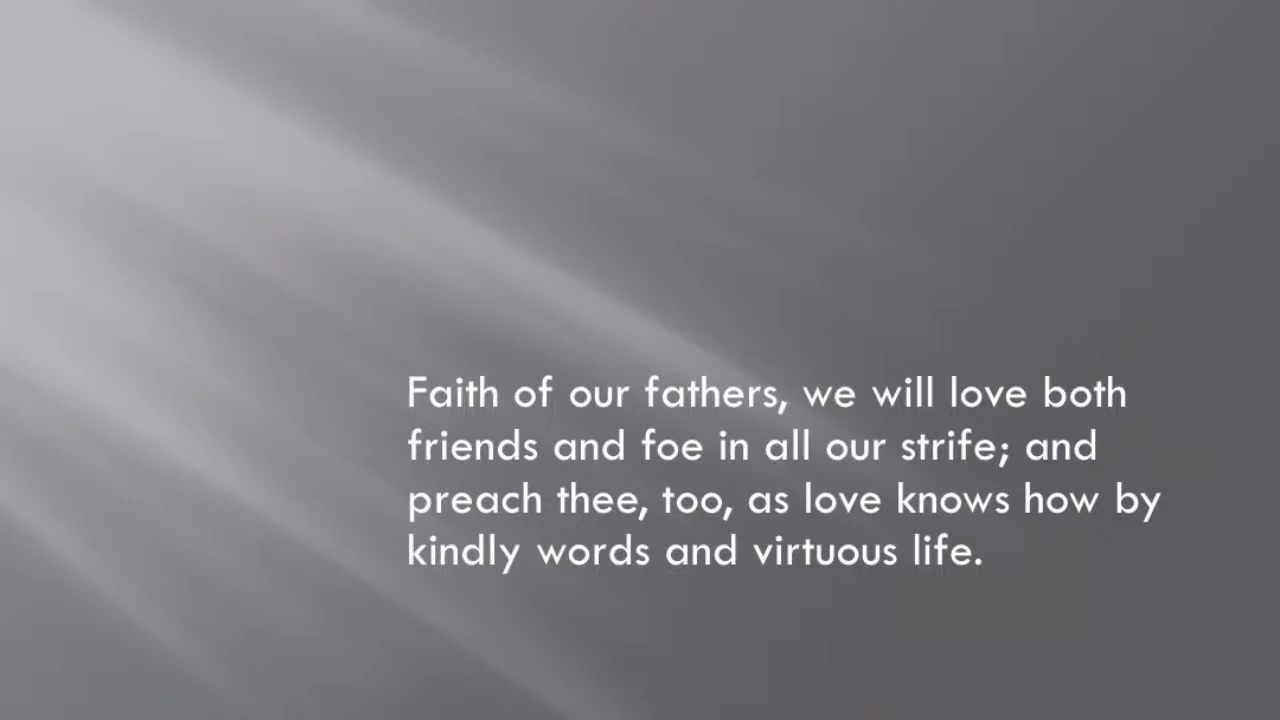 Faith of our fathers, we will love both
friends and foe in all our strife; and
preach thee, too, as love knows how by
kindly words and virtuous life.